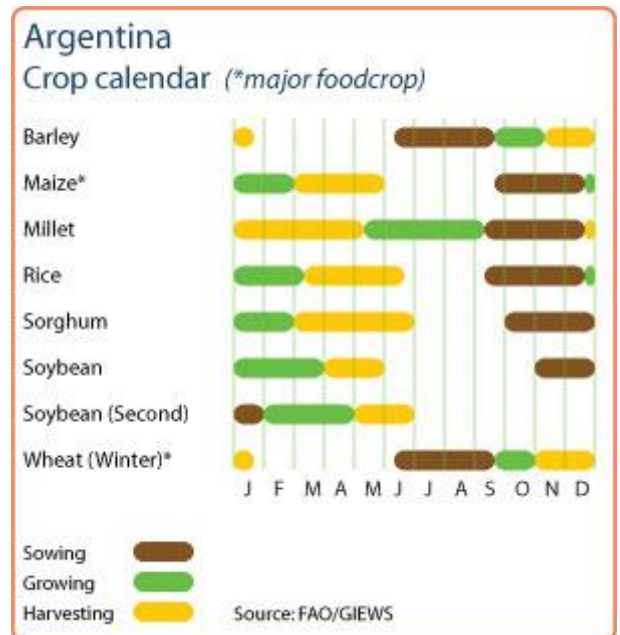 Argentina
Crop calendar (*major foodcrop)
Barley
Maize*
Millet
Rice
Sorghum
Soybean
Soybean (Second)
Wheat (Winter)*
J F M A M J J A S O N D
Sowing
Growing
Harvesting
Source: FAO/GIEWS